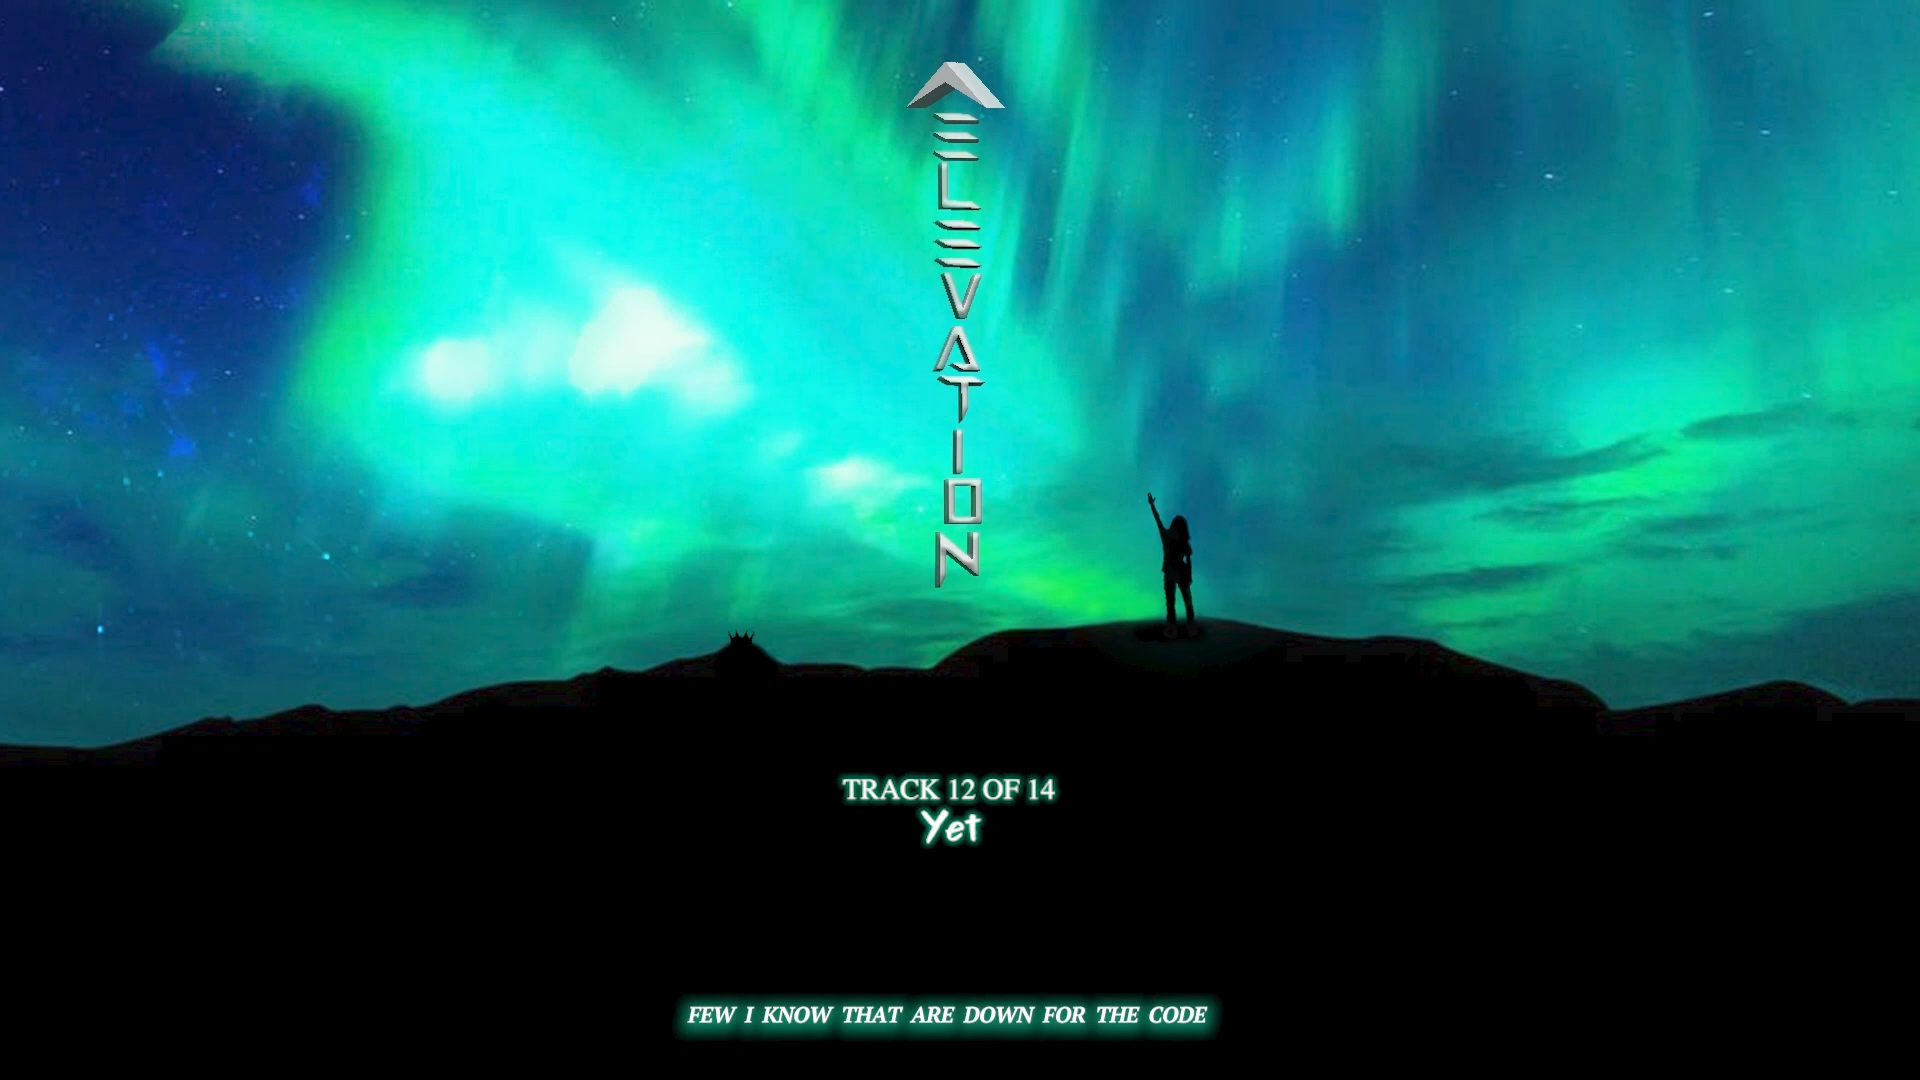 ELEVATION
TRACK 12 OF 14
Yet
FEW I KNOW THAT ARE DOWN FOR THE CODE